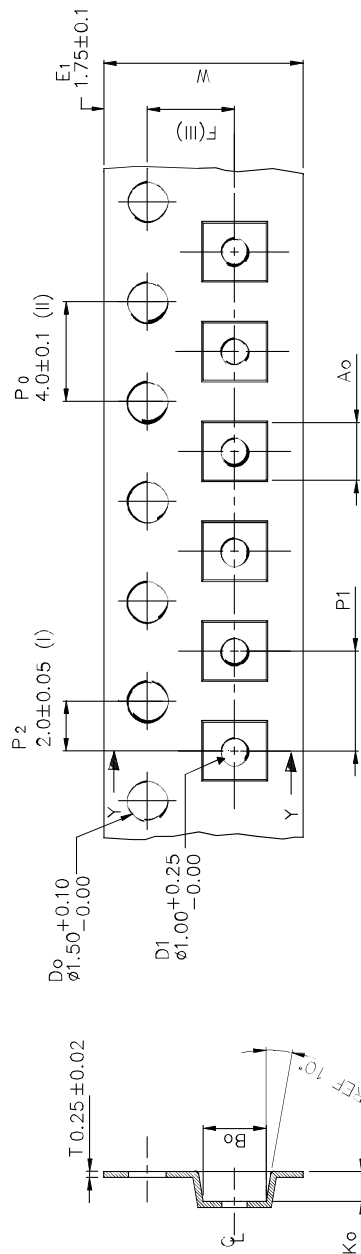 E1
1.75±0.1
W
F(III)
P0
4.0±0.1 (II)
Ao
P2
2.0±0.05 (I)
P1
Y
Y
Do
ø1.50 +0.10
-0.00
D1
ø1.00 +0.25
-0.00
T 0.25 ±0.02
REF 10°
Bo
CL
Ko